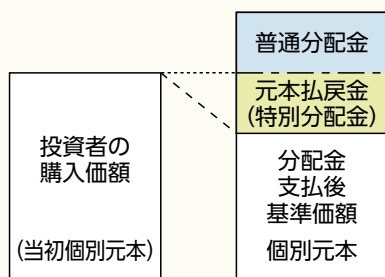 普通分配金
元本払戻金
(特別分配金)
投資者の
購入価額
(当初個別元本)
分配金
支払後
基準価額
個別元本